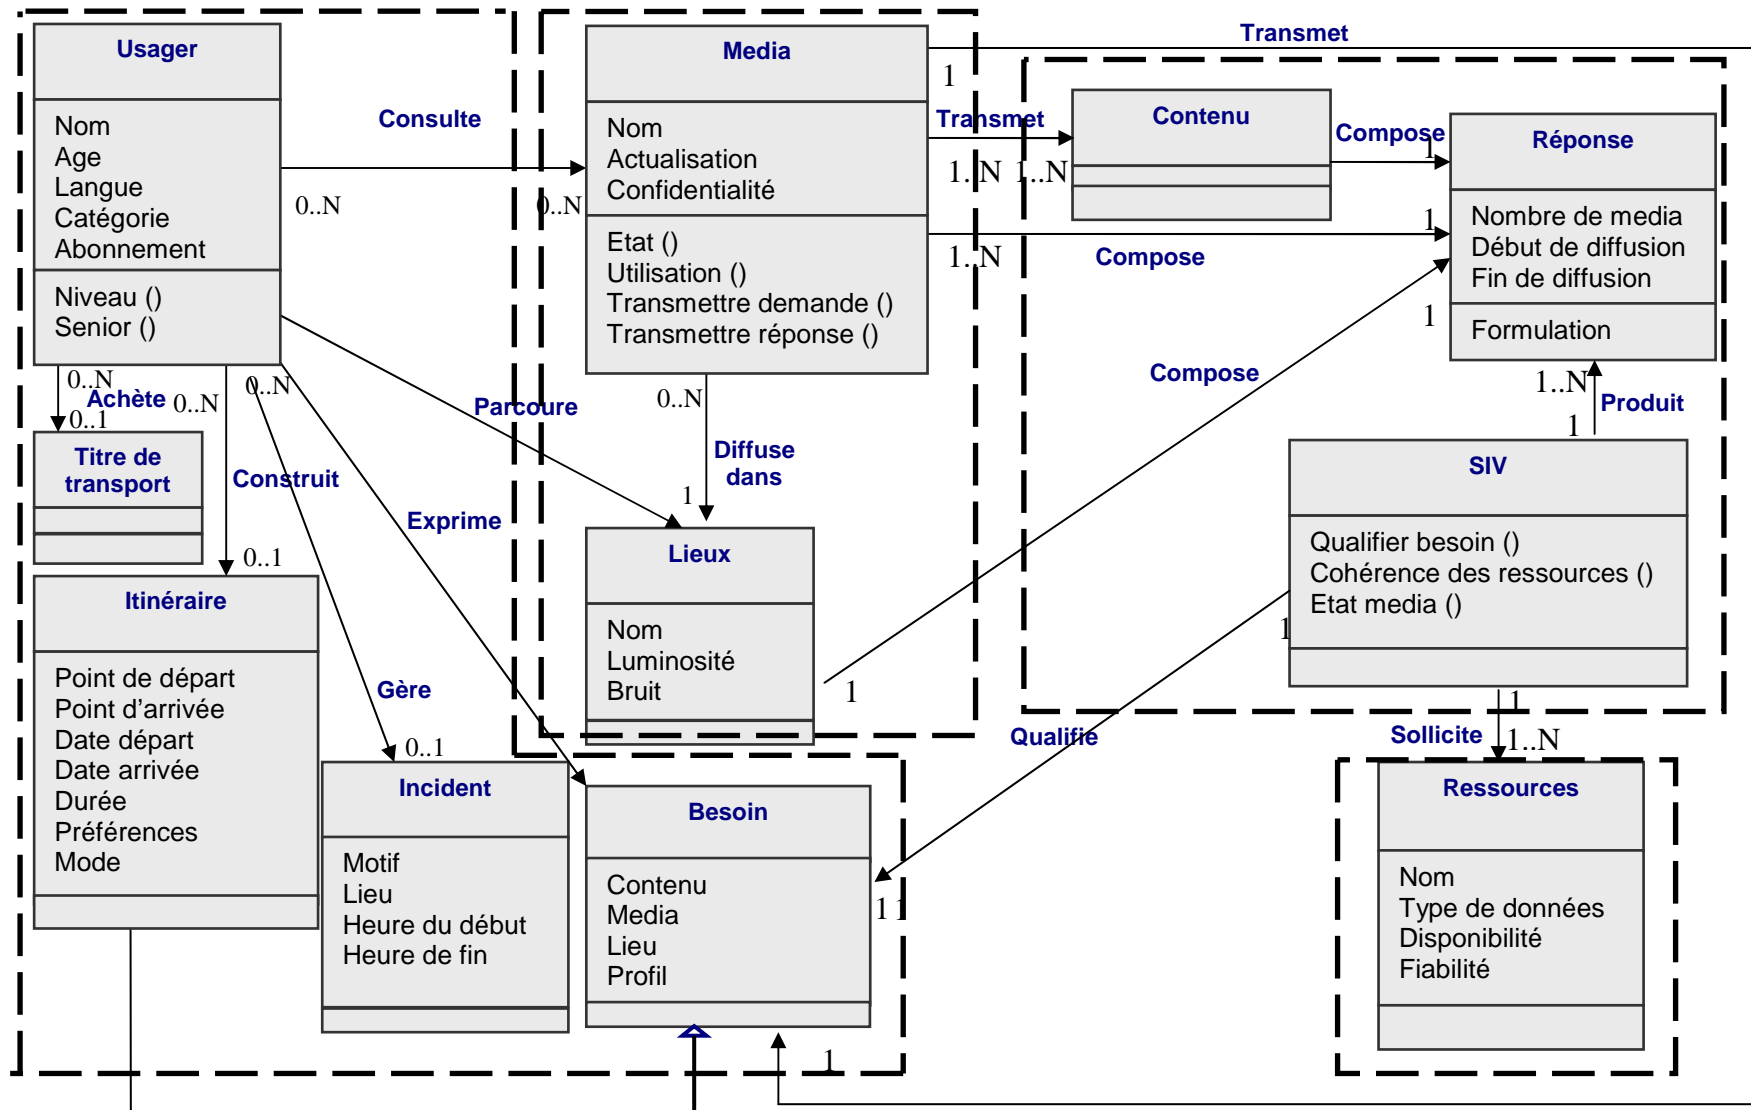 Usager
Nom
Age
Langue
Catégorie
Abonnement
Niveau ()
Senior ()
Consulte
0..N
0..N
Media
Nom
Actualisation
Confidentialité
Etat ()
Utilisation ()
Transmettre demande ()
Transmettre réponse ()
Transmet
1
Transmet
1..N
1..N
Contenu
Compose
1
Réponse
Nombre de media
Début de diffusion
Fin de diffusion
Formulation
1
1..N
Compose
1
Compose
1..N
Produit
1
0..N
Achète
0..1
0..N
0..N
Titre de
transport
Construit
0..1
Parcoure
0..N
Diffuse
dans
1
Exprime
Gère
0..1
Lieux
Nom
Luminosité
Bruit
1
SIV
Qualifier besoin ()
Cohérence des ressources ()
Etat media ()
1
1
Qualifie
Sollicite
1..N
Itinéraire
Point de départ
Point d'arrivée
Date départ
Date arrivée
Durée
Préférences
Mode
Incident
Motif
Lieu
Heure du début
Heure de fin
Besoin
Contenu
Media
Lieu
Profil
1
1
1
Ressources
Nom
Type de données
Disponibilité
Fiabilité